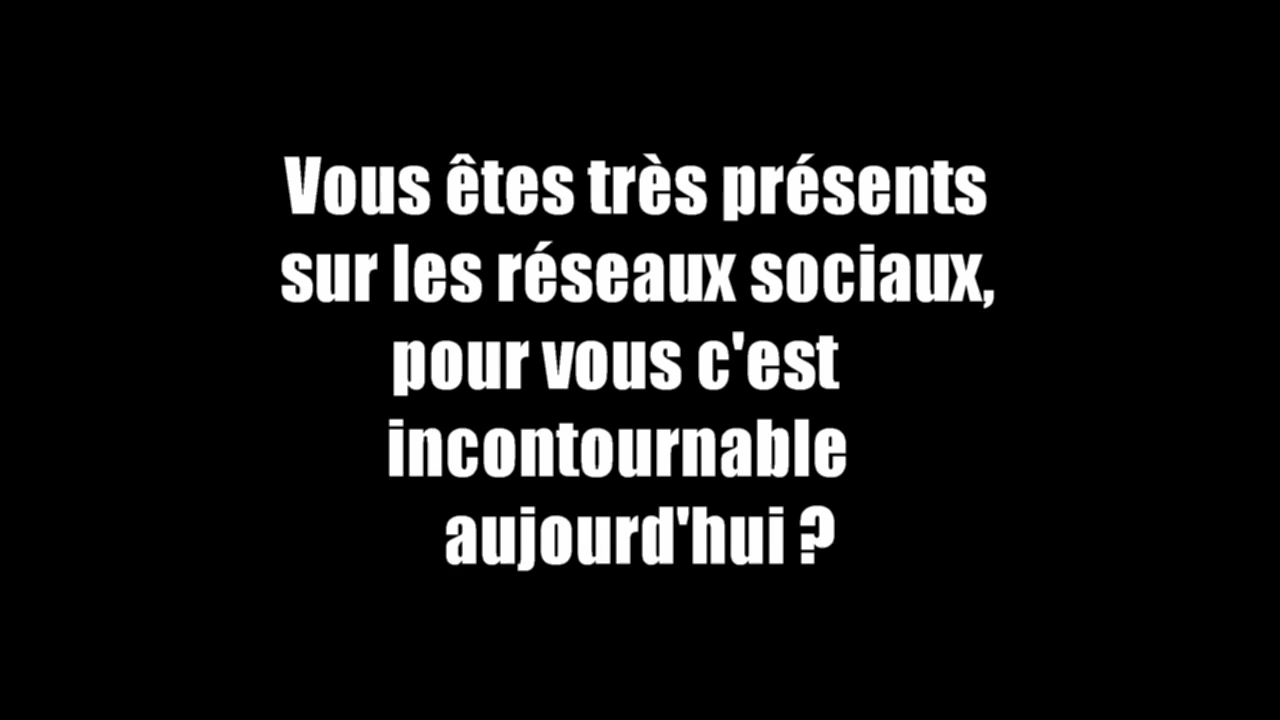 Vous êtes très présents
sur les réseaux sociaux,
pour vous c'est
incontournable
aujourd'hui ?